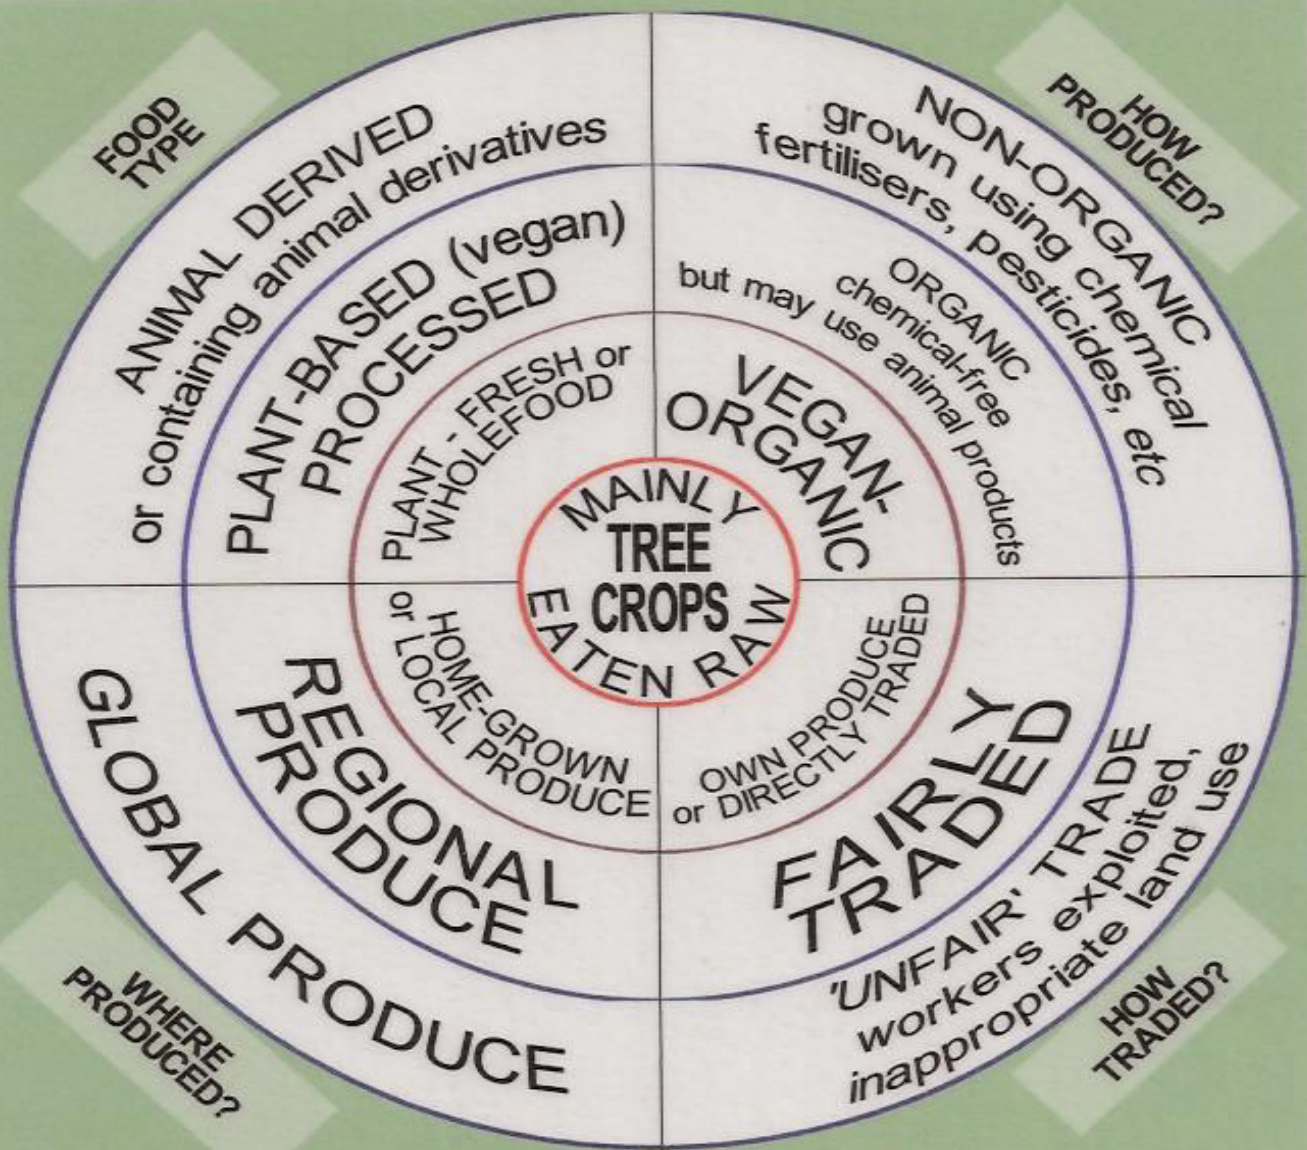 FOOD
TYPE
ANIMAL DERIVED
or containing animal derivatives
PLANT-BASED (vegan)
PROCESSED
PLANT - FRESH or
WHOLEFOOD
HOW
PRODUCED?
NON-ORGANIC
grown using chemical
fertilisers, pesticides, etc
ORGANIC
chemical-free
but may use animal products
VEGAN-
ORGANIC
MAINLY
TREE
CROPS
EATEN RAW
HOME-GROWN
or LOCAL PRODUCE
REGIONAL
PRODUCE
GLOBAL PRODUCE
WHERE
PRODUCED?
OWN PRODUCE
or DIRECTLY TRADED
FAIRLY
TRADED
'UNFAIR' TRADE
workers exploited,
inappropriate land use
HOW
TRADED?